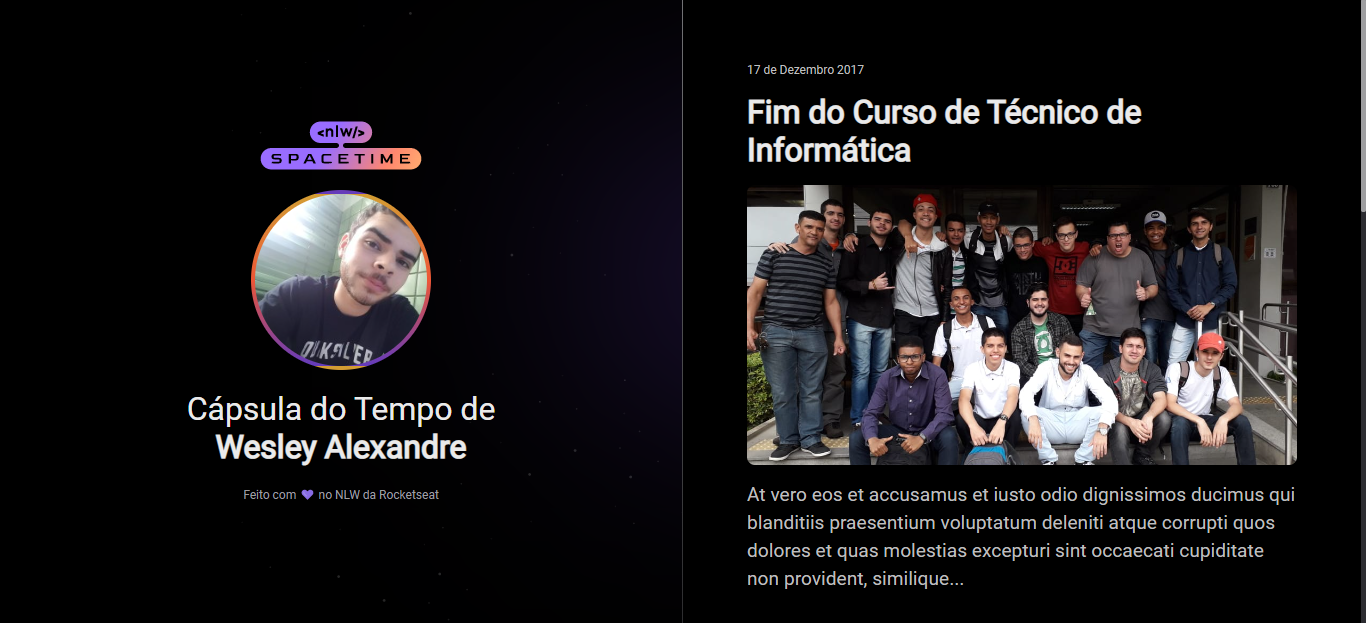 <nlw/>
SPACETIME
Cápsula do Tempo de
Wesley Alexandre
Feito com 💜 no NLW da Rocketseat
17 de Dezembro 2017
Fim do Curso de Técnico de
Informática
At vero eos et accusamus et iusto odio dignissimos ducimus qui
blanditiis praesentium voluptatum deleniti atque corrupti quos
dolores et quas molestias excepturi sint occaecati cupiditate
non provident, similique...